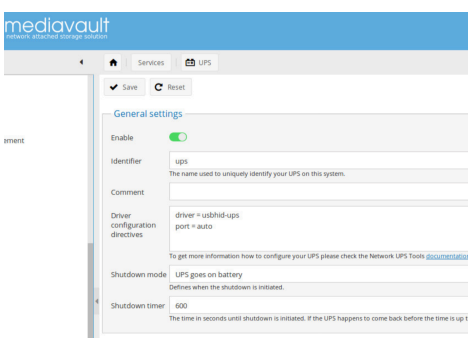 mediavault
network attached storage solution
Services
UPS
Save
Reset
ement
General settings
Enable
Identifier
ups
The name used to uniquely identify your UPS on this system.
Comment
Driver
configuration
directives
driver = usbhid-ups
port = auto
To get more information how to configure your UPS please check the Network UPS Tools documentation
Shutdown mode
UPS goes on battery
Defines when the shutdown is initiated.
Shutdown timer
600
The time in seconds until shutdown is initiated. If the UPS happens to come back before the time is up t